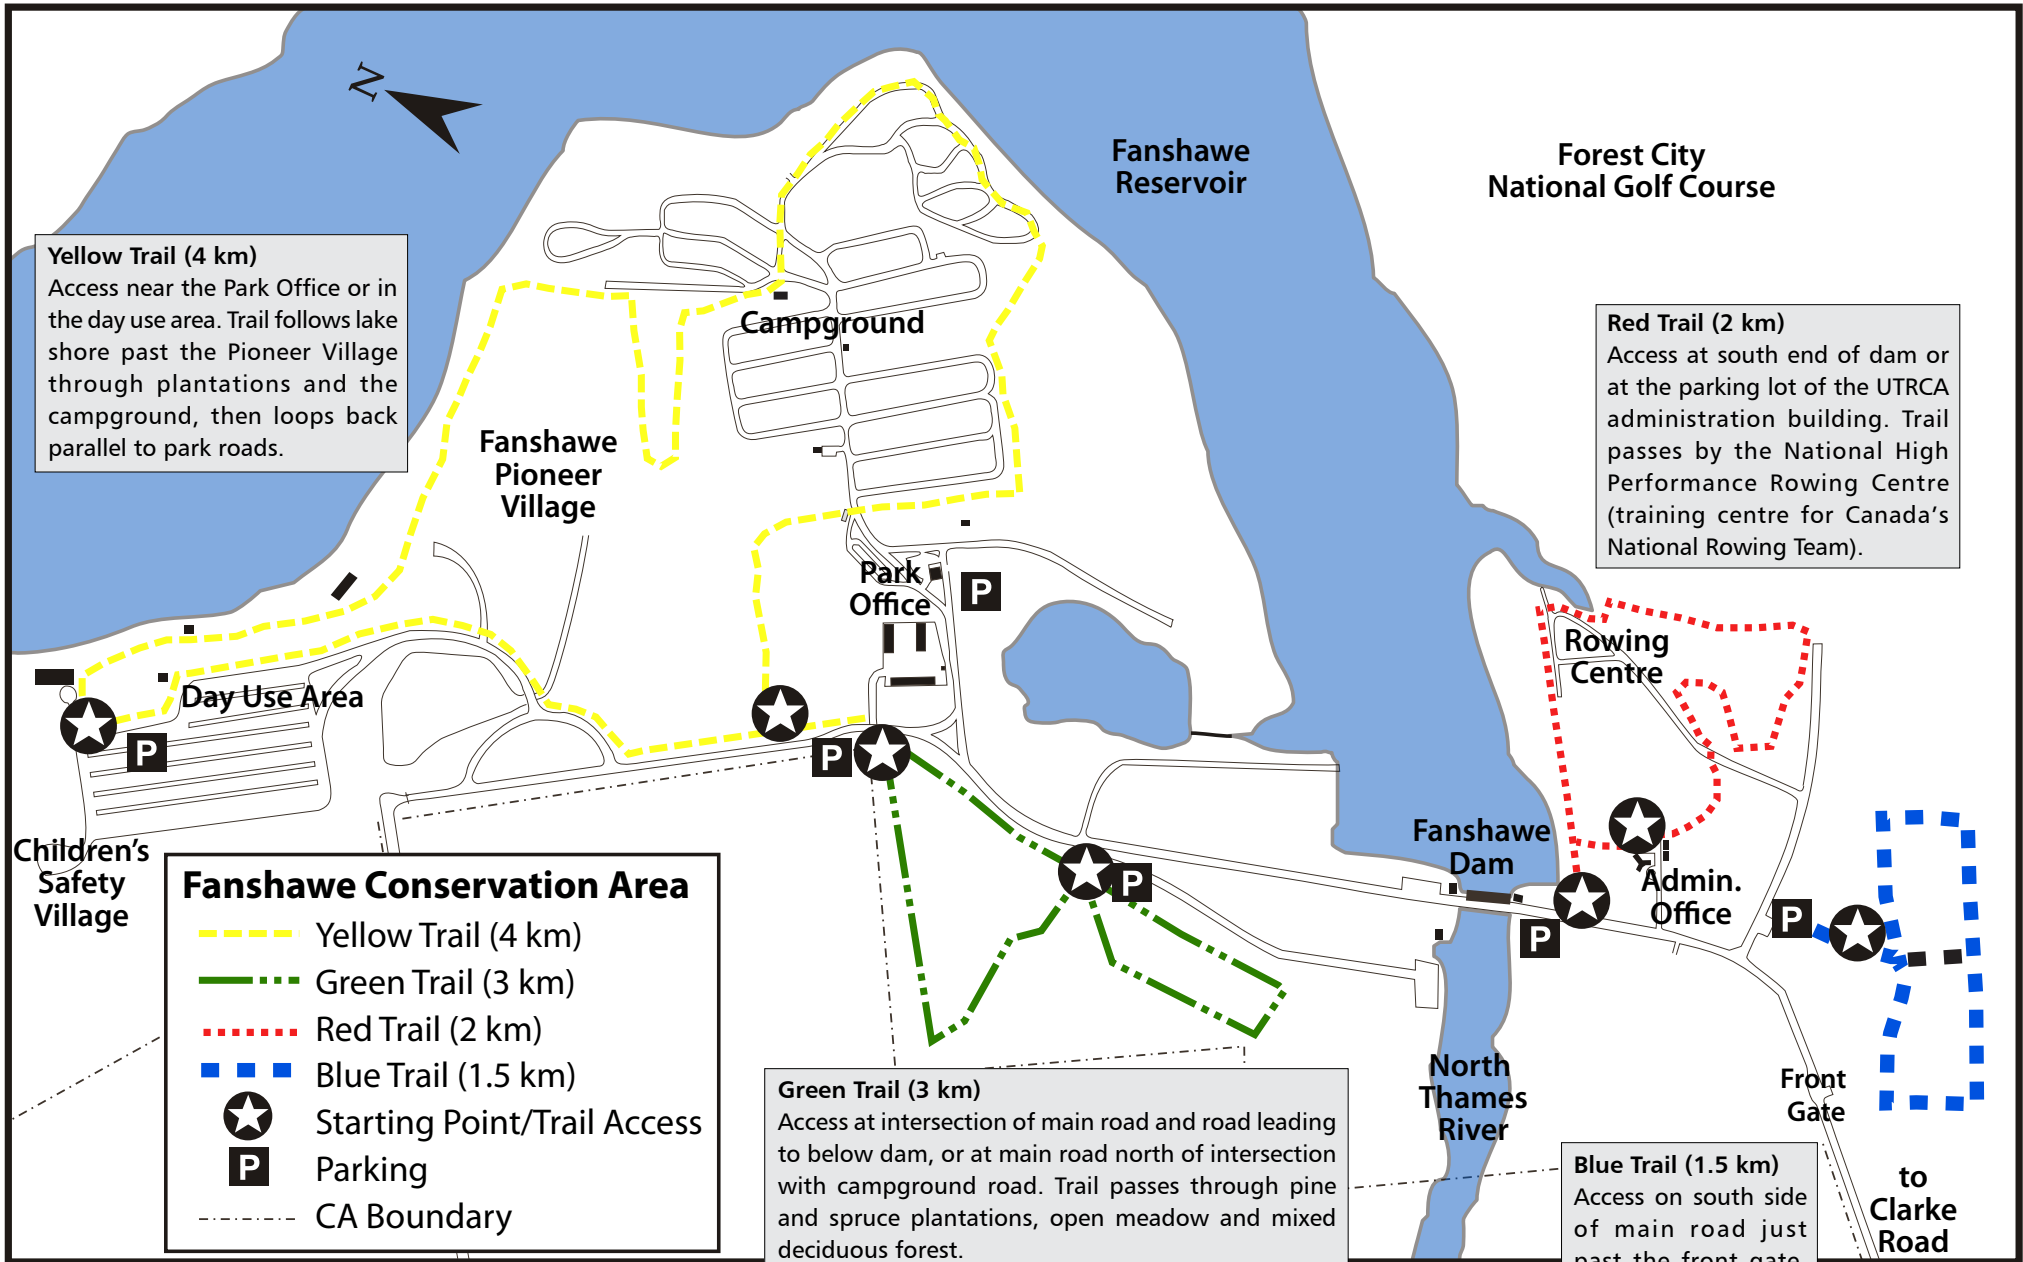 N
Fanshawe
Reservoir
Forest City
National Golf Course
Yellow Trail (4 km)
Access near the Park Office or in
the day use area. Trail follows lake
shore past the Pioneer Village
through plantations and the
campground, then loops back
parallel to park roads.
Campground
Red Trail (2 km)
Access at south end of dam or
at the parking lot of the UTRCA
administration building. Trail
passes by the National High
Performance Rowing Centre
(training centre for Canada's
National Rowing Team).
Fanshawe
Pioneer
Village
Park
Office
P
Rowing
Centre
Day Use Area
P
P
Fanshawe
Dam
Admin.
Office
P
P
P
Children's
Safety
Village
Fanshawe Conservation Area
Yellow Trail (4 km)
Green Trail (3 km)
Red Trail (2 km)
Blue Trail (1.5 km)
Starting Point/Trail Access
P
Parking
CA Boundary
North
Thames
River
Front
Gate
to
Clarke
Road
Green Trail (3 km)
Access at intersection of main road and road leading
to below dam, or at main road north of intersection
with campground road. Trail passes through pine
and spruce plantations, open meadow and mixed
deciduous forest.
Blue Trail (1.5 km)
Access on south side
of main road just
past the front gate.